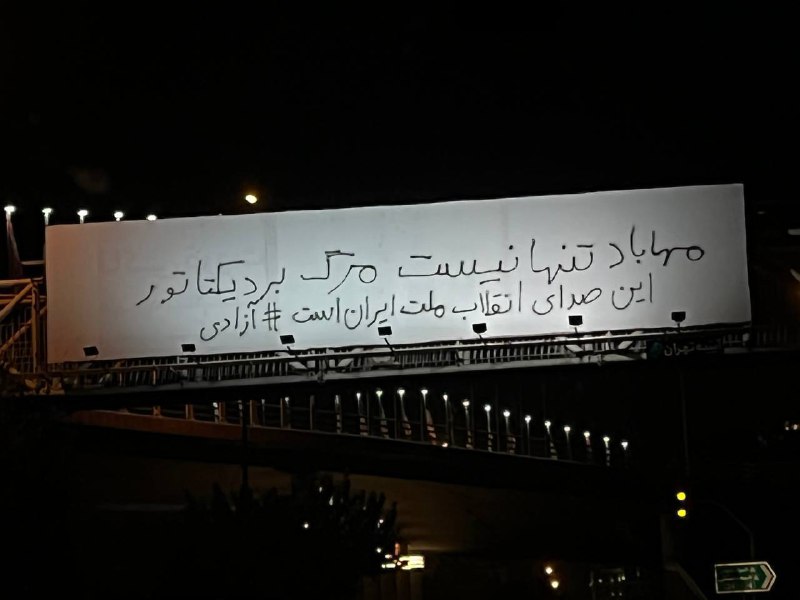 مهاباد تنها نیست مرگ بر دیکتاتور
این صدای انقلاب ملت ایران است # آزادی